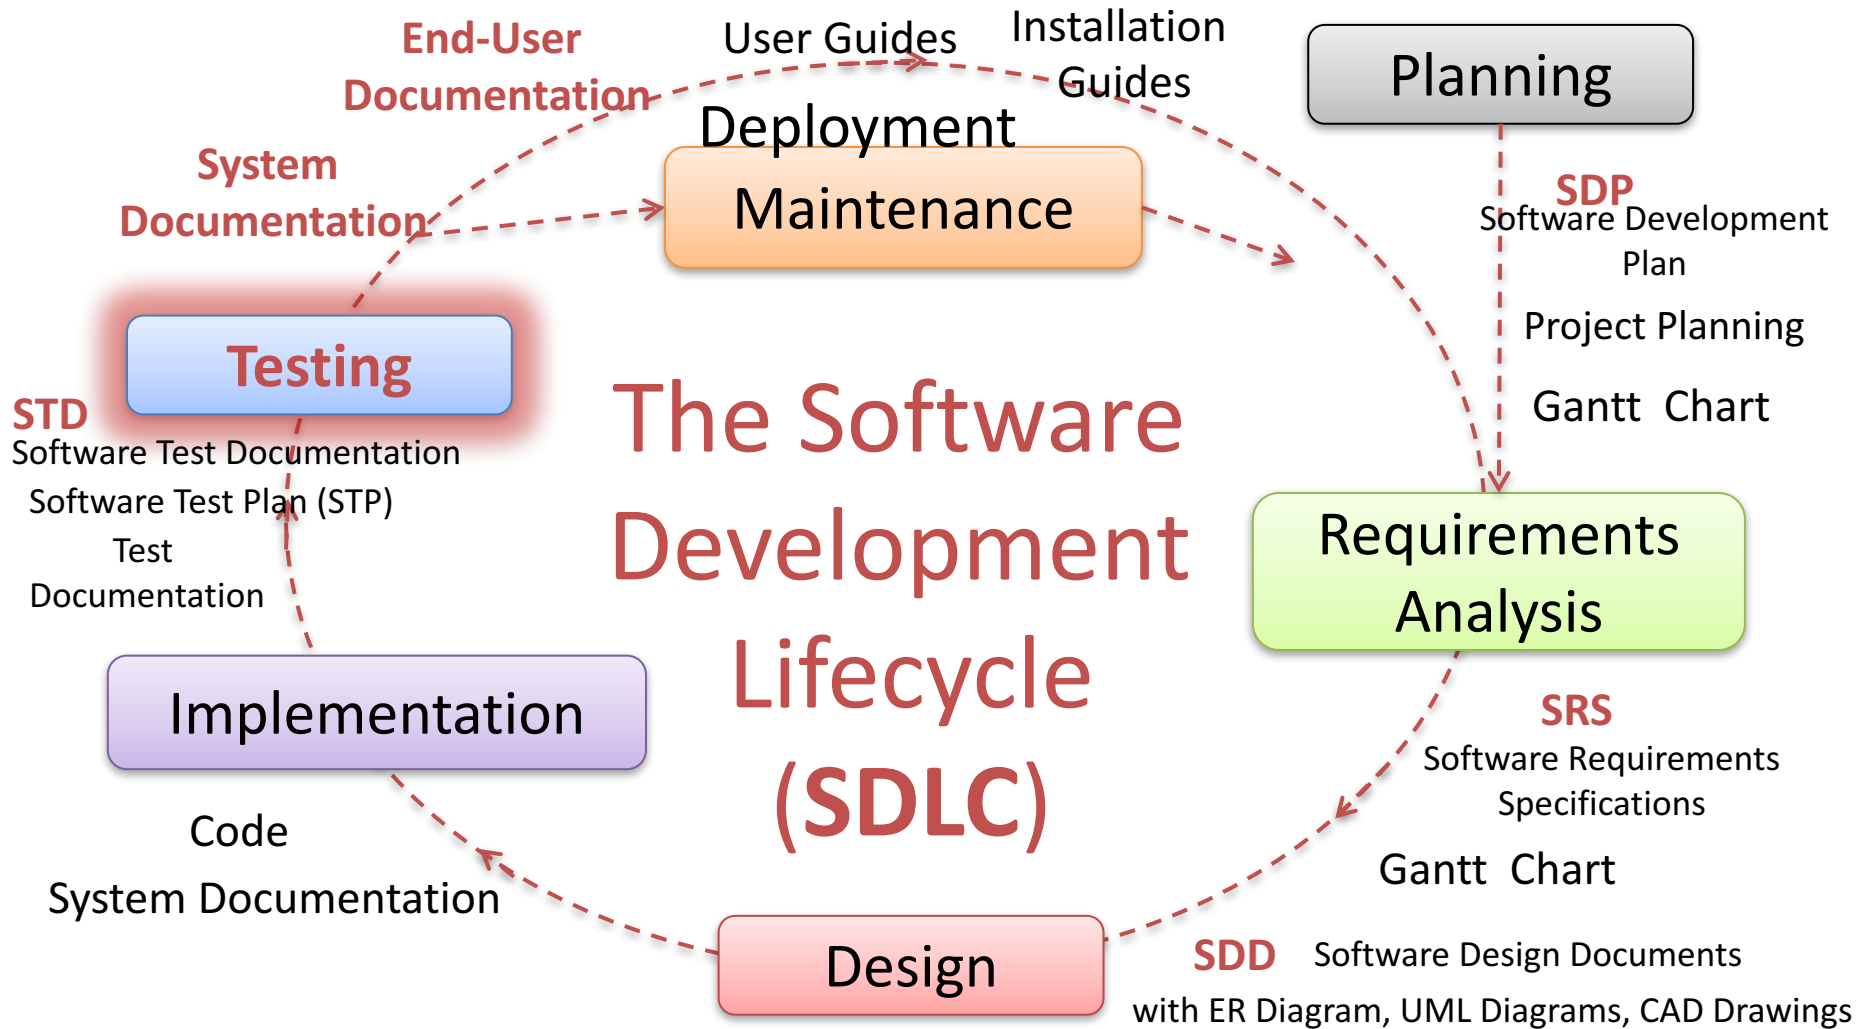 End-User
Documentation
User Guides
Installation
Guides
Planning
Deployment
Maintenance
System
Documentation
SDP
Software Development
Plan
Project Planning
Gantt Chart
Testing
STD
Software Test Documentation
Software Test Plan (STP)
Test
Documentation
The Software
Development
Lifecycle
(SDLC)
Requirements
Analysis
Implementation
SRS
Software Requirements
Specifications
Gantt Chart
Code
System Documentation
Design
SDD Software Design Documents
with ER Diagram, UML Diagrams, CAD Drawings